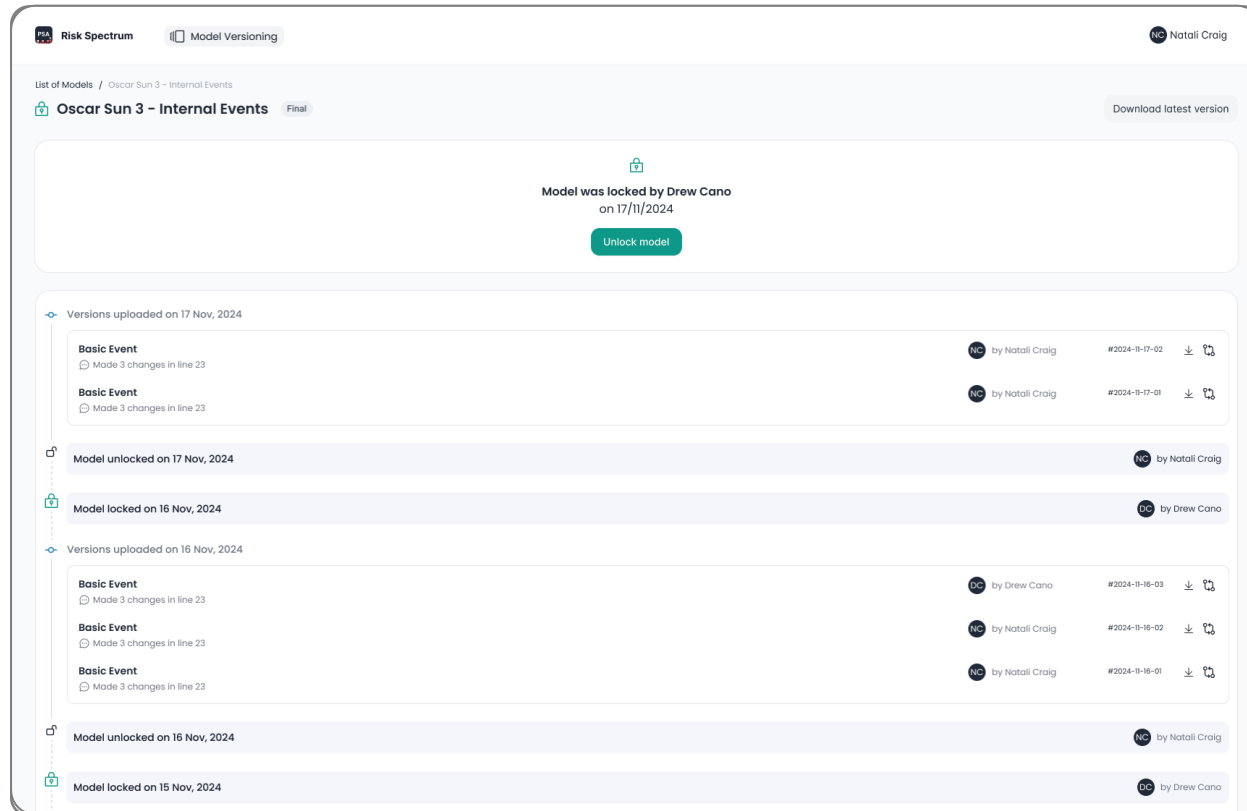 PSA Risk Spectrum Model Versioning NC Natali Craig
List of Models / Oscar Sun 3 - Internal Events
Oscar Sun 3 - Internal Events Final Download latest version
Model was locked by Drew Cano
on 17/11/2024
Unlock model
Versions uploaded on 17 Nov, 2024
Basic Event NC by Natali Craig #2024-11-17-02
Made 3 changes in line 23
Basic Event NC by Natali Craig #2024-11-17-01
Made 3 changes in line 23
Model unlocked on 17 Nov, 2024 NC by Natali Craig
Model locked on 16 Nov, 2024 DC by Drew Cano
Versions uploaded on 16 Nov, 2024
Basic Event DC by Drew Cano #2024-11-16-03
Made 3 changes in line 23
Basic Event NC by Natali Craig #2024-11-16-02
Made 3 changes in line 23
Basic Event NC by Natali Craig #2024-11-16-01
Made 3 changes in line 23
Model unlocked on 16 Nov, 2024 NC by Natali Craig
Model locked on 15 Nov, 2024 DC by Drew Cano